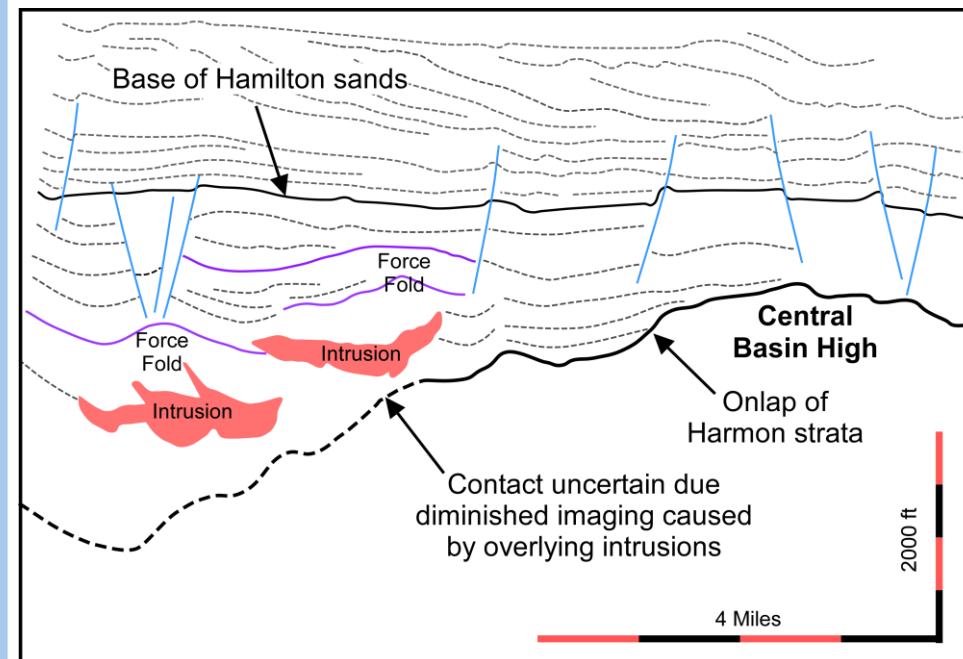 Base of Hamilton sands
Force
Fold
Force
Fold
Intrusion
Intrusion
Central
Basin High
Onlap of
Harmon strata
Contact uncertain due
diminished imaging caused
by overlying intrusions
2000 ft
4 Miles